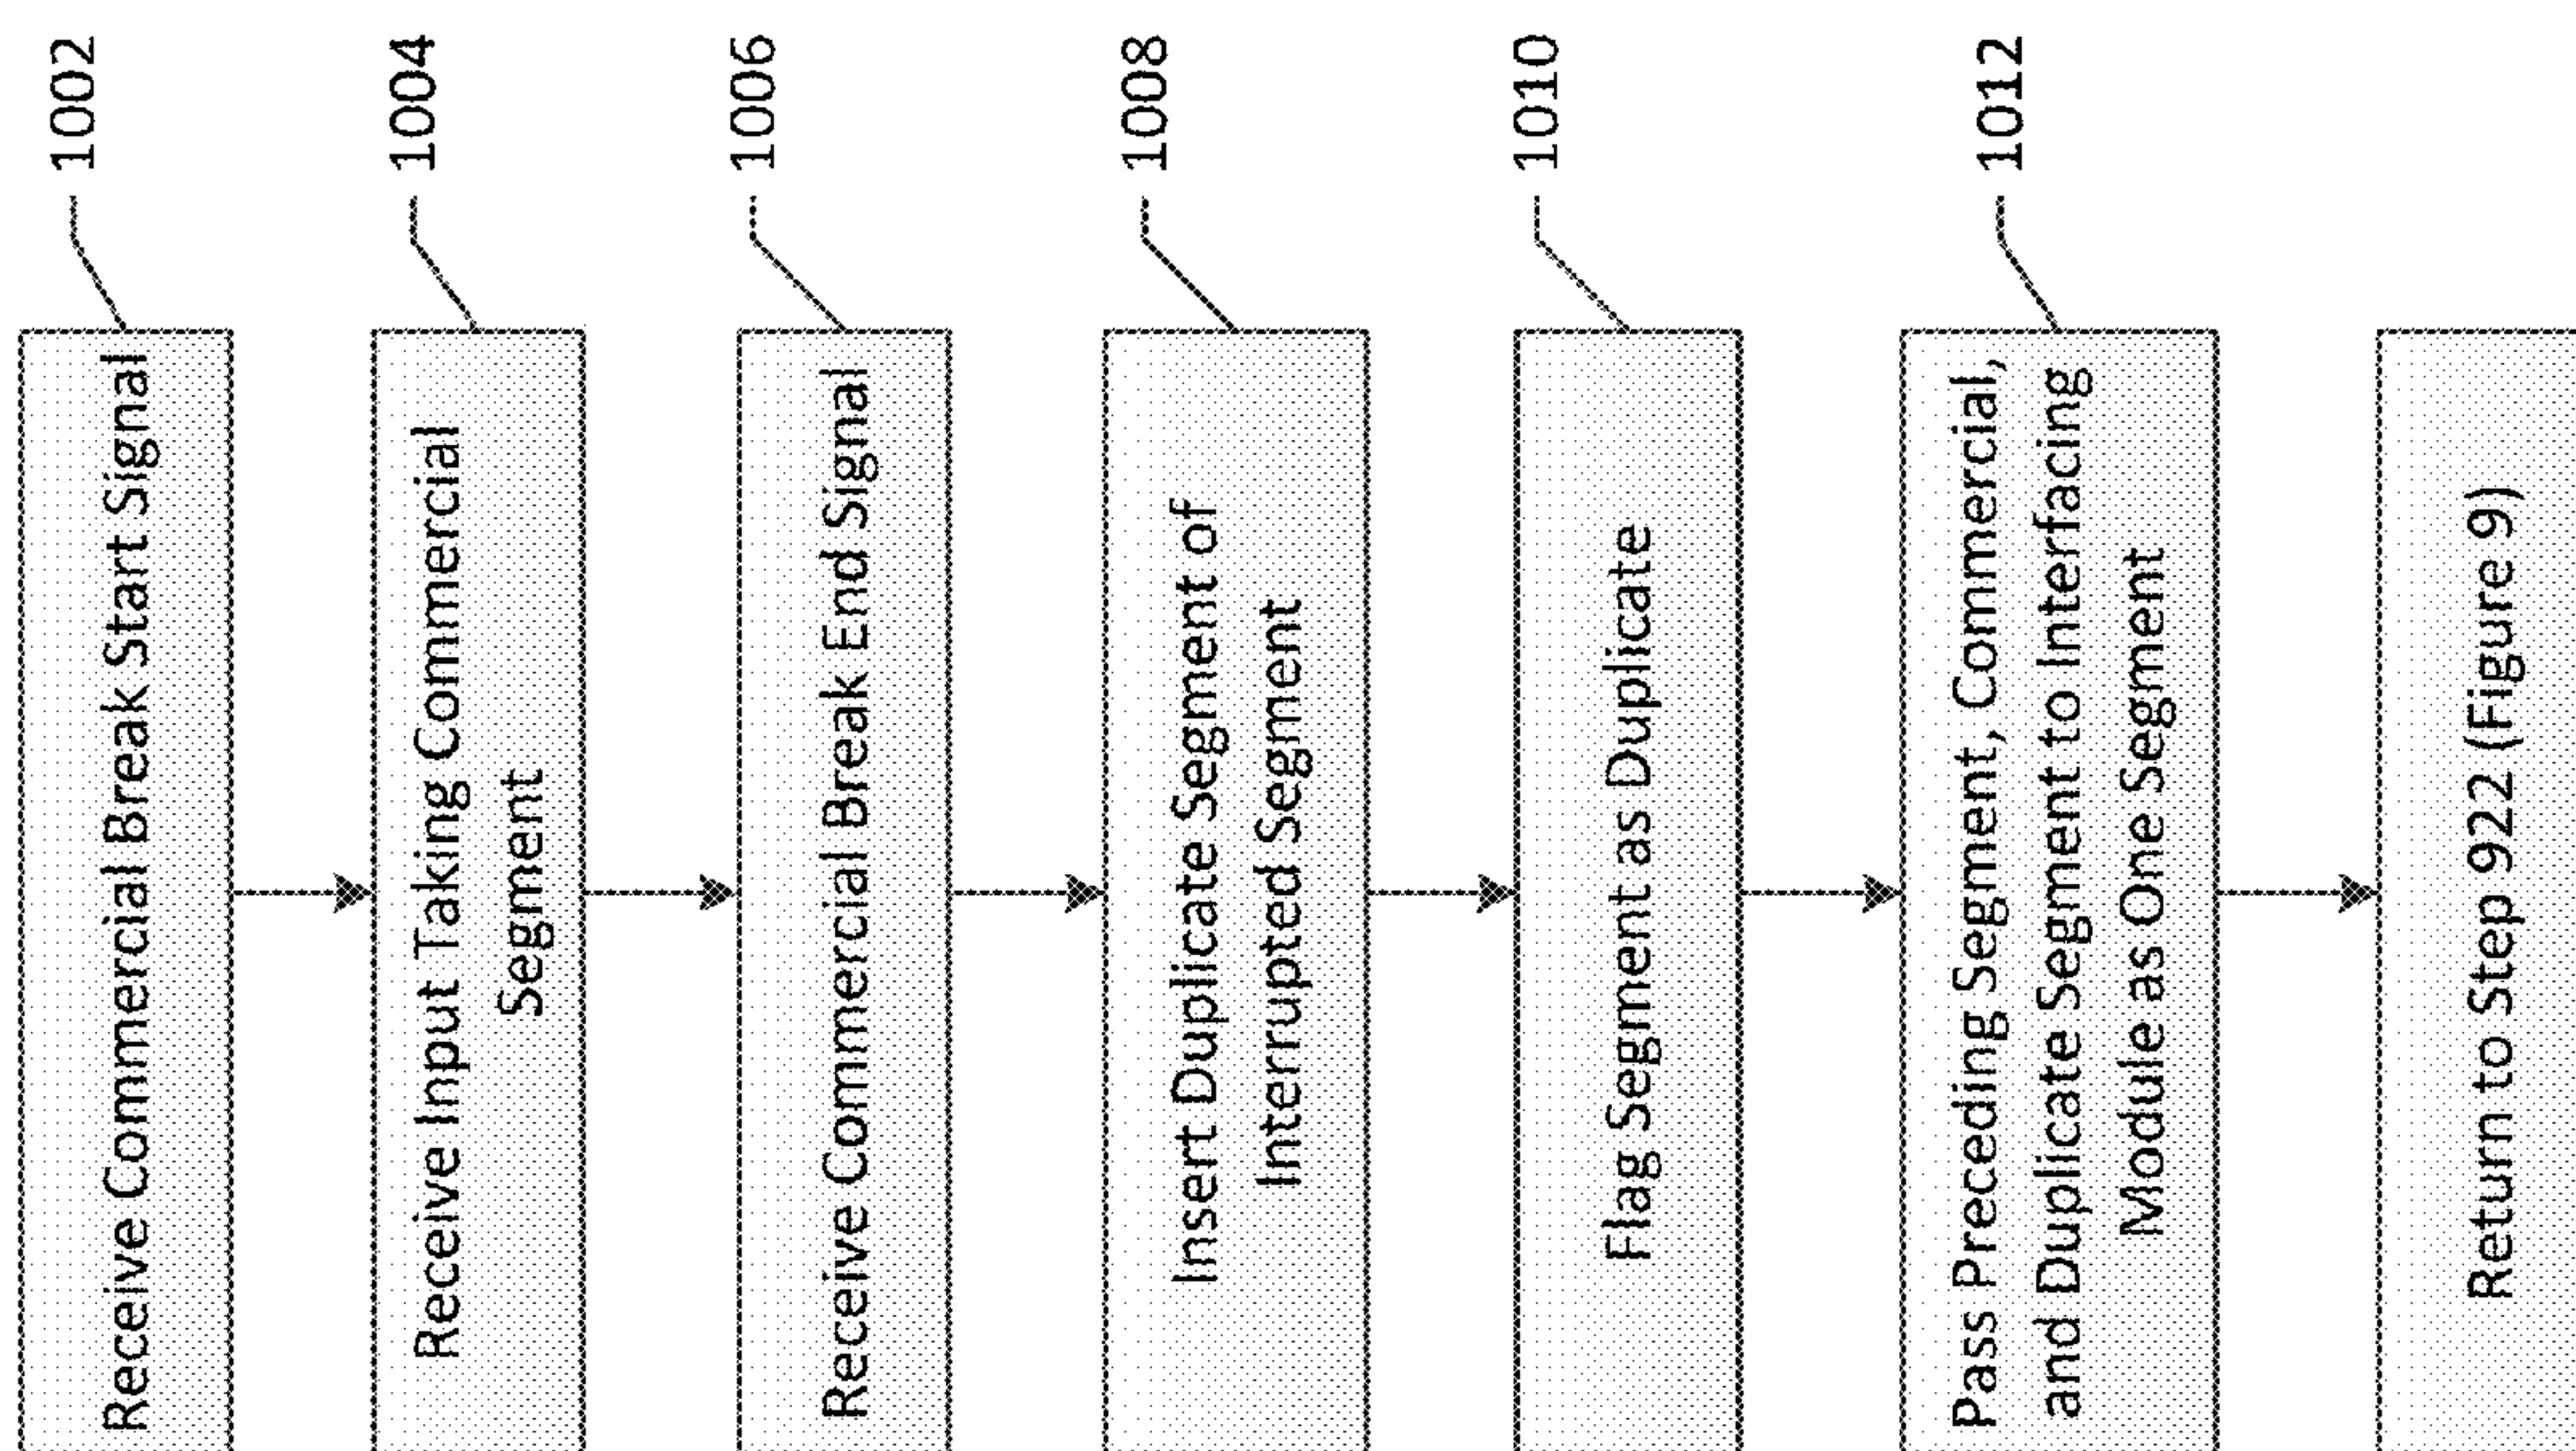 Receive Commercial Break Start Signal
1002
Receive Input Taking Commercial
Segment
1004
Receive Commercial Break End Signal
1006
Insert Duplicate Segment of
Interrupted Segment
1008
Flag Segment as Duplicate
1010
Pass Preceding Segment, Commercial,
and Duplicate Segment to Interfacing
Module as One Segment
1012
Return to Step 922 (Figure 9)